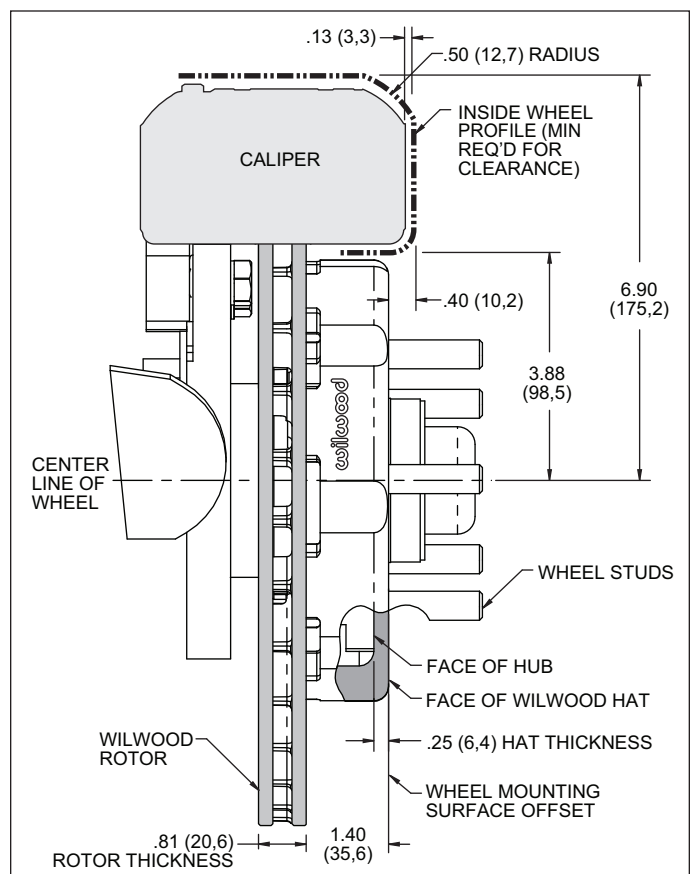 .13 (3,3)
.50 (12,7) RADIUS
INSIDE WHEEL
PROFILE (MIN
REQ'D FOR
CLEARANCE)
CALIPER
6.90
(175,2)
.40 (10,2)
3.88
(98,5)
wilwood
CENTER
LINE OF
WHEEL
WHEEL STUDS
FACE OF HUB
FACE OF WILWOOD HAT
.25 (6,4) HAT THICKNESS
WILWOOD
ROTOR
WHEEL MOUNTING
SURFACE OFFSET
.81 (20,6)
ROTOR THICKNESS
1.40
(35,6)